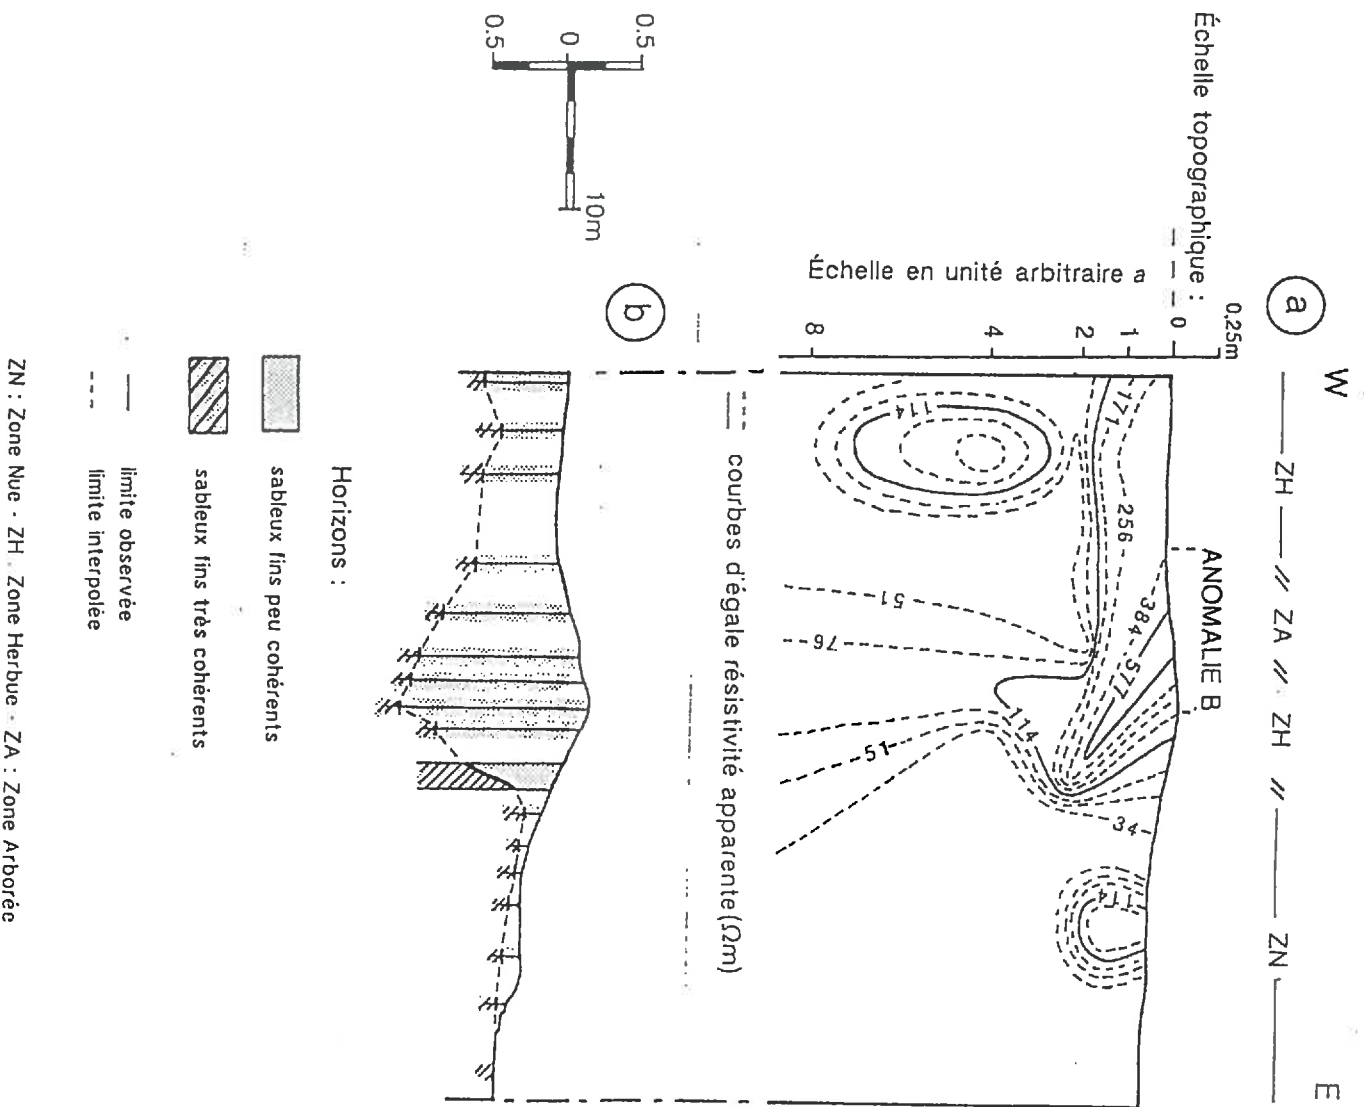 W
E
a
ZH // ZA // ZH // ZN
ANOMALIE B
Échelle topographique :
0.25m
0
1
2
4
8
Échelle en unité arbitraire a
171
256
384
577
114
114
34
114
51
76
51
courbes d'égale résistivité apparente (Ωm)
b
0.5
0
0.5
10m
Horizons :
sableux fins peu cohérents
sableux fins très cohérents
limite observée
limite interpolée
ZN : Zone Nue - ZH . Zone Herbue - ZA : Zone Arborée